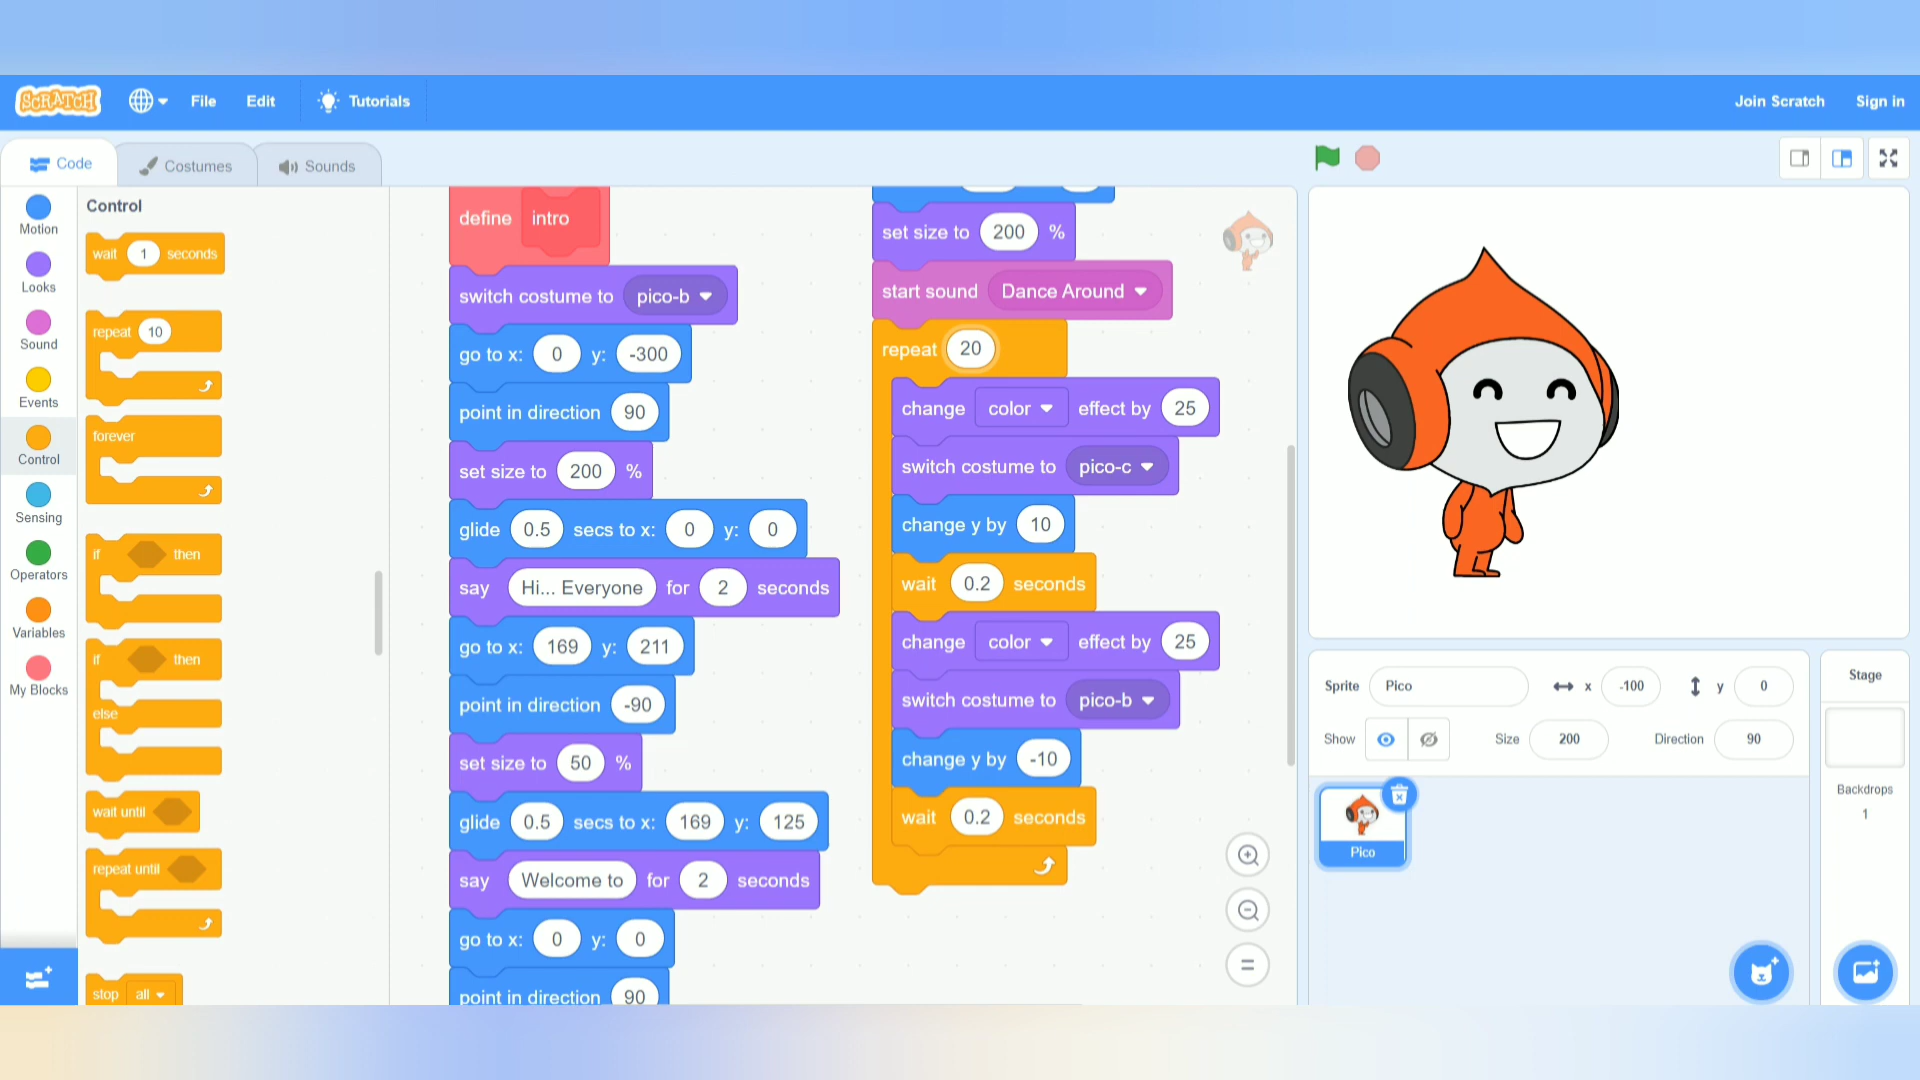 SCRATCH File Edit Tutorials Join Scratch Sign in
Code Costumes Sounds
Motion
Looks
Sound
Events
Control
Sensing
Operators
Variables
My Blocks
Control
wait 1 seconds
repeat 10
forever
if then
if then
else
wait until
repeat until
stop all
define intro
switch costume to pico-b
go to x: 0 y: -300
point in direction 90
set size to 200 %
glide 0.5 secs to x: 0 y: 0
say Hi... Everyone for 2 seconds
go to x: 169 y: 211
point in direction -90
set size to 50 %
glide 0.5 secs to x: 169 y: 125
say Welcome to for 2 seconds
go to x: 0 y: 0
point in direction 90
set size to 200 %
start sound Dance Around
repeat 20
change color effect by 25
switch costume to pico-c
change y by 10
wait 0.2 seconds
change color effect by 25
switch costume to pico-b
change y by -10
wait 0.2 seconds
Sprite Pico x -100 y 0
Show Size 200 Direction 90
Pico
Stage
Backdrops
1